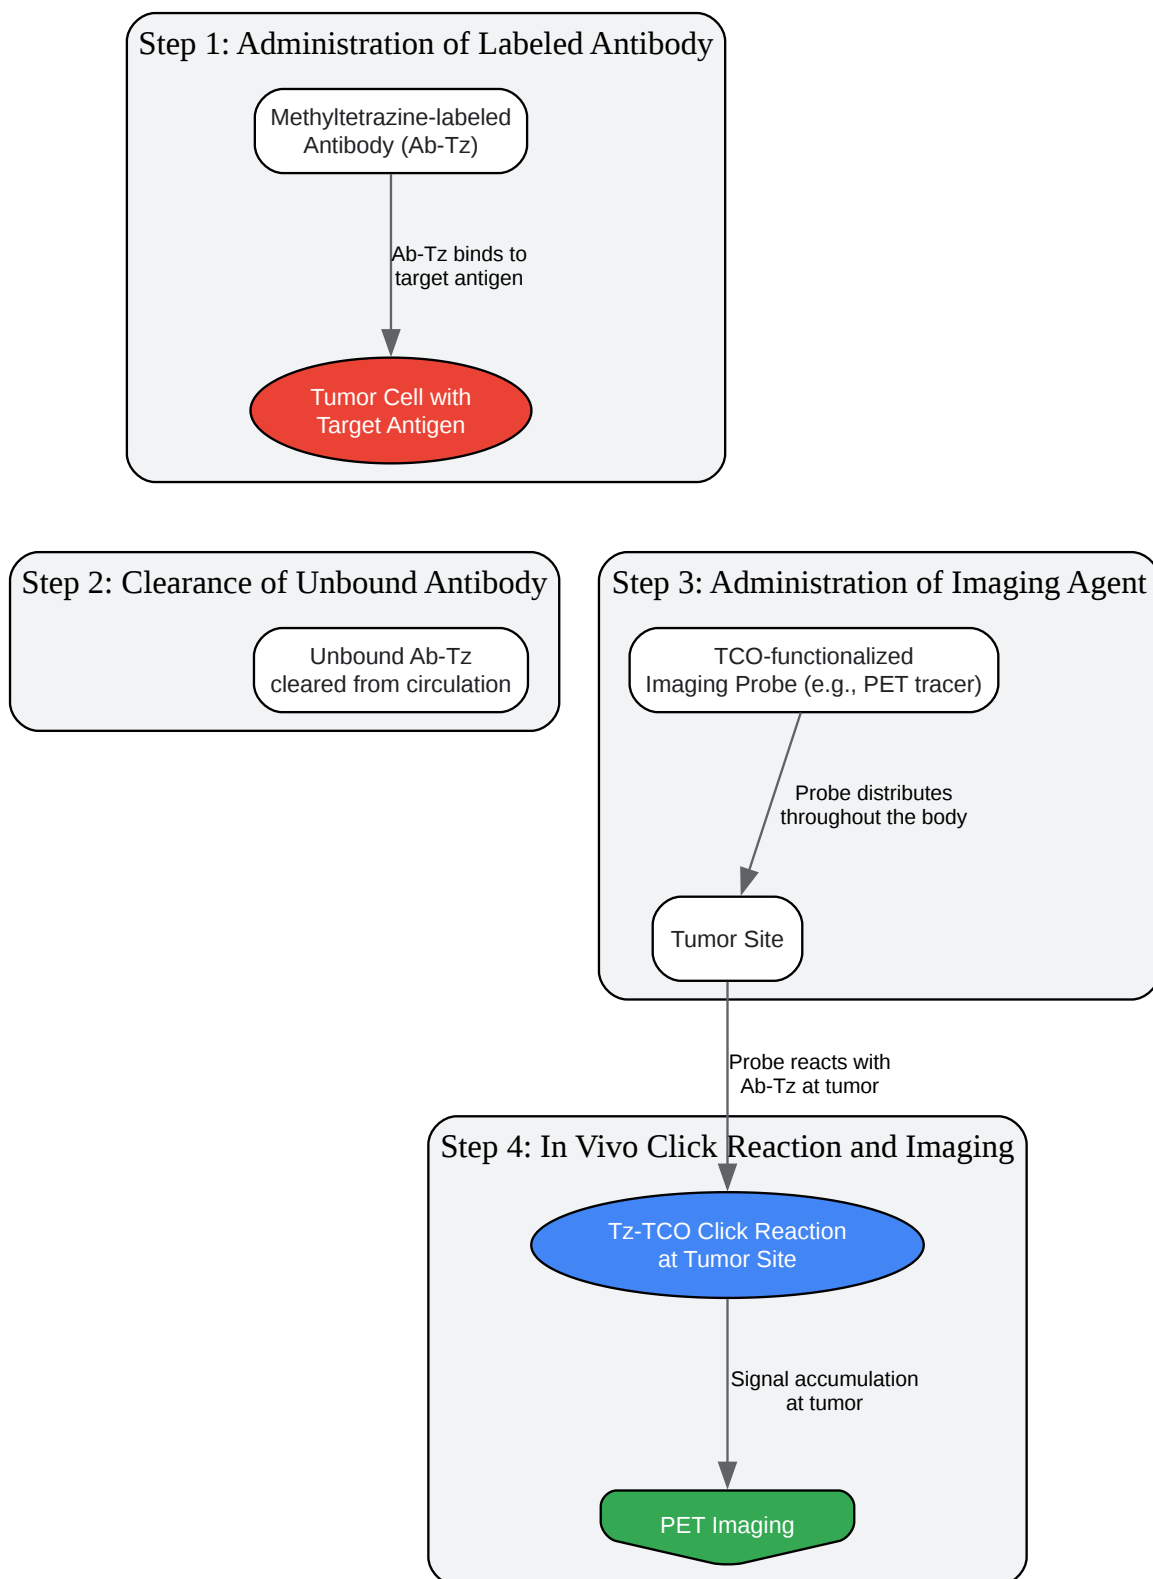 Step 1: Administration of Labeled Antibody
Methyltetrazine-labeled
Antibody (Ab-Tz)
Ab-Tz binds to
target antigen
Tumor Cell with
Target Antigen
Step 2: Clearance of Unbound Antibody
Unbound Ab-Tz
cleared from circulation
Step 3: Administration of Imaging Agent
TCO-functionalized
Imaging Probe (e.g., PET tracer)
Probe distributes
throughout the body
Tumor Site
Probe reacts with
Ab-Tz at tumor
Step 4: In Vivo Click Reaction and Imaging
Tz-TCO Click Reaction
at Tumor Site
Signal accumulation
at tumor
PET Imaging